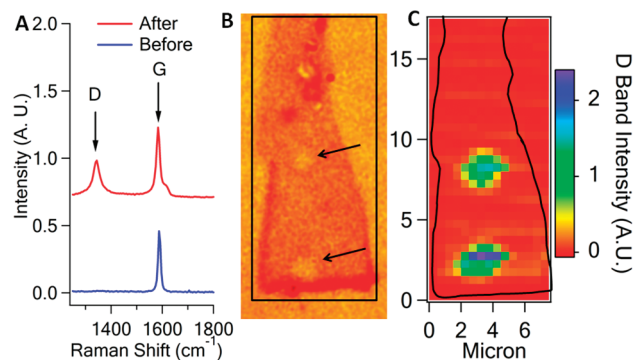 A
2.0
1.5
1.0
0.5
0.0
Intensity (A. U.)
After
Before
D
G
1400
1600
1800
Raman Shift (cm⁻¹)
B
C
15
10
5
0
0
2
4
6
Micron
2
1
0
D Band Intensity (A.U.)